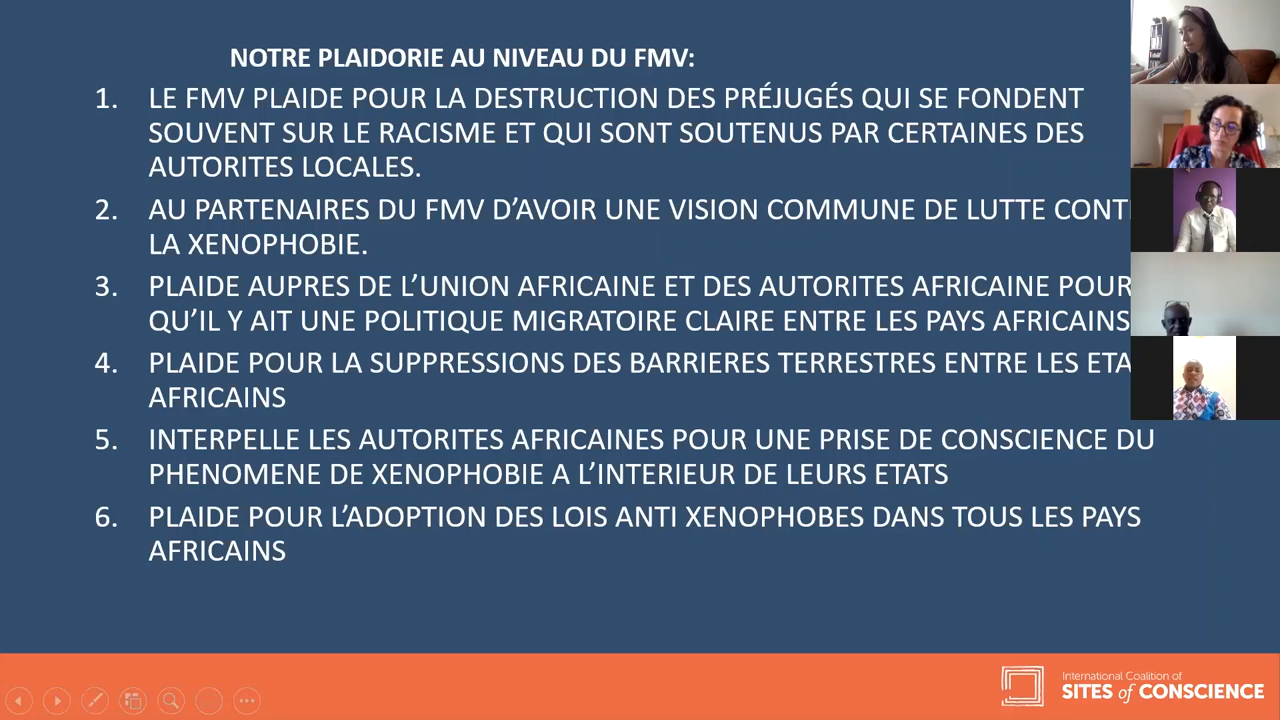 NOTRE PLAIDORIE AU NIVEAU DU FMV:
1. LE FMV PLAIDE POUR LA DESTRUCTION DES PRÉJUGÉS QUI SE FONDENT
SOUVENT SUR LE RACISME ET QUI SONT SOUTENUS PAR CERTAINES DES
AUTORITES LOCALES.
2. AU PARTENAIRES DU FMV D’AVOIR UNE VISION COMMUNE DE LUTTE
LA XENOPHOBIE.
3. PLAIDE AUPRES DE L’UNION AFRICAINE ET DES AUTORITES AFRICAINE POUR
QU’IL Y AIT UNE POLITIQUE MIGRATOIRE CLAIRE ENTRE LES PAYS AFRICAINS
4. PLAIDE POUR LA SUPPRESSIONS DES BARRIERES TERRESTRES ENTRE LES
AFRICAINS
5. INTERPELLE LES AUTORITES AFRICAINES POUR UNE PRISE DE CONSCIENCE DU
PHENOMENE DE XENOPHOBIE A L’INTERIEUR DE LEURS ETATS
6. PLAIDE POUR L’ADOPTION DES LOIS ANTI XENOPHOBES DANS TOUS LES PAYS
AFRICAINS
International Coalition of
SITES of CONSCIENCE